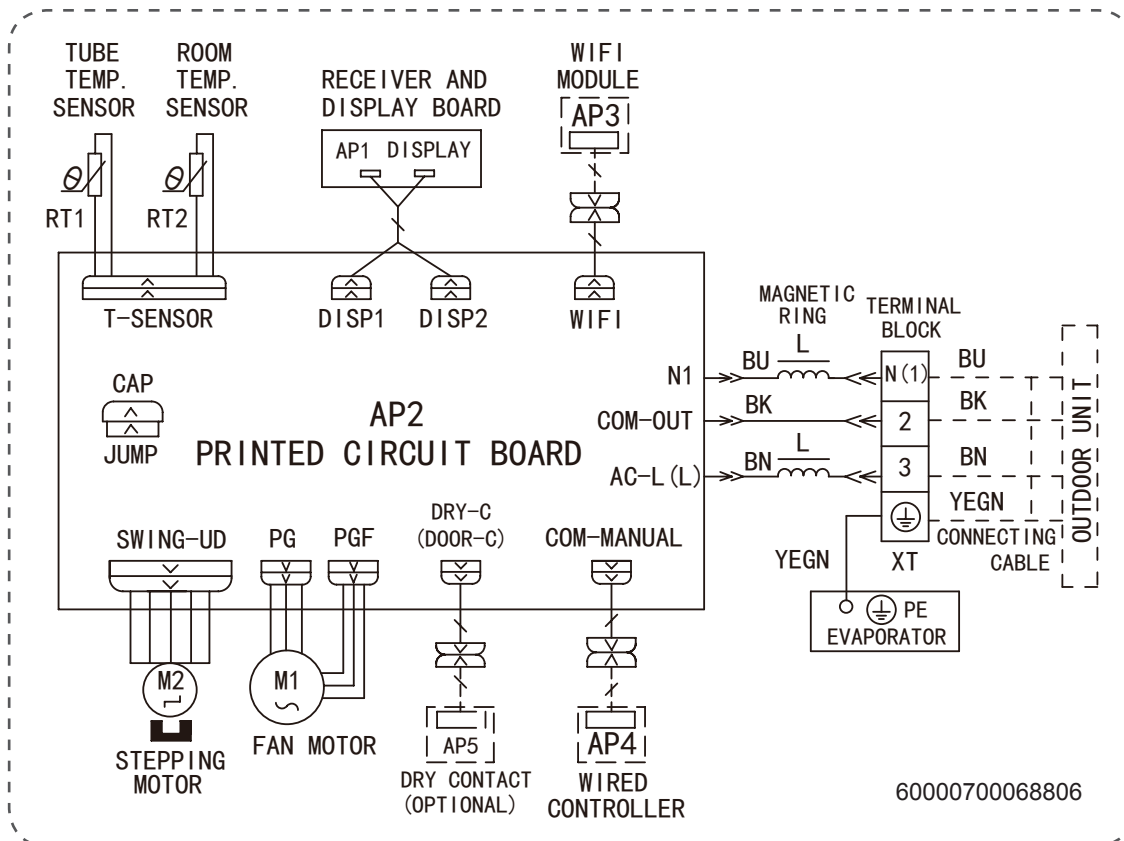 TUBE
TEMP.
SENSOR
ROOM
TEMP.
SENSOR
RECEIVER AND
DISPLAY BOARD
WIFI
MODULE
AP1 DISPLAY
AP3
θ
RT1
θ
RT2
T-SENSOR
DISP1
DISP2
WIFI
MAGNETIC
RING
TERMINAL
BLOCK
CAP
JUMP
AP2
PRINTED CIRCUIT BOARD
N1
BU
L
N(1)
BU
COM-OUT
BK
2
BK
AC-L(L)
BN
L
3
BN
YEGN
OUTDOOR UNIT
CONNECTING
CABLE
XT
YEGN
PE
EVAPORATOR
SWING-UD
PG
PGF
DRY-C
(DOOR-C)
COM-MANUAL
M2
STEPPING
MOTOR
M1
FAN MOTOR
AP5
DRY CONTACT
(OPTIONAL)
AP4
WIRED
CONTROLLER
60000700068806